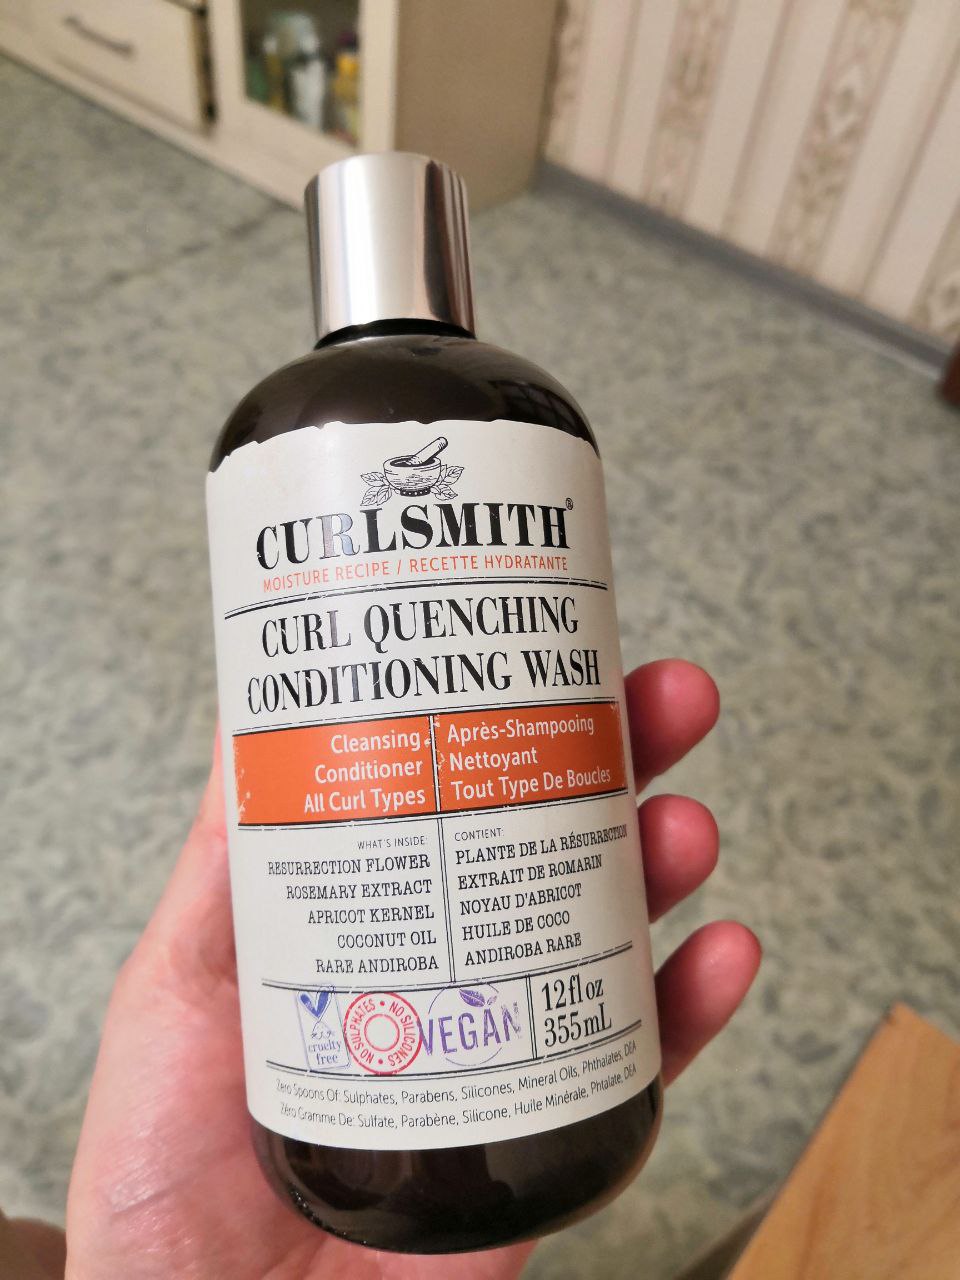 CURLSMITH®
MOISTURE RECIPE / RECETTE HYDRATANTE
CURL QUENCHING
CONDITIONING WASH
Cleansing
Conditioner
All Curl Types
Après-Shampooing
Nettoyant
Tout Type De Boucles
WHAT'S INSIDE:
RESURRECTION FLOWER
ROSEMARY EXTRACT
APRICOT KERNEL
COCONUT OIL
RARE ANDIROBA
CONTIENT:
PLANTE DE LA RÉSURRECTION
EXTRAIT DE ROMARIN
NOYAU D'ABRICOT
HUILE DE COCO
ANDIROBA RARE
cruelty
free
NO SULPHATES • NO SILICONES •
VEGAN
12 fl oz
355 mL
Zero Spoons Of: Sulphates, Parabens, Silicones, Mineral Oils, Phthalates, DEA
Zéro Gramme De: Sulfate, Parabène, Silicone, Huile Minérale, Phtalate, DEA